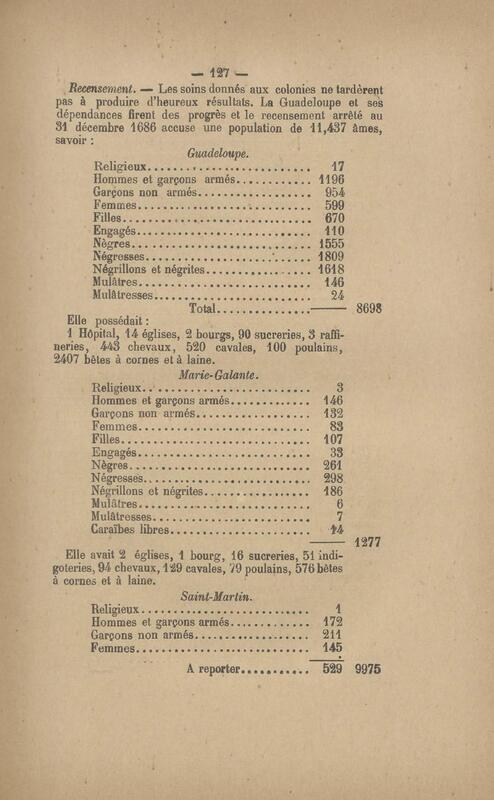 — 127 —
Recensement. — Les soins donnés aux colonies ne tardèrent
pas à produire d'heureux résultats. La Guadeloupe et ses
dépendances firent des progrès et le recensement arrêté au
31 décembre 1686 accuse une population de 11,437 âmes,
savoir :
Guadeloupe.
Religieux........................ 17
Hommes et garçons armés........... 1196
Garçons non armés................. 954
Femmes........................... 599
Filles........................... 670
Engagés.......................... 110
Nègres........................... 1555
Négresses........................ 1809
Négrillons et négrites............ 1618
Mulâtres......................... 146
Mulâtresses...................... 24
Total.............. —— 8698
Elle possédait :
1 Hôpital, 14 églises, 2 bourgs, 90 sucreries, 3 raffi-
neries, 443 chevaux, 520 cavales, 100 poulains,
2407 bêtes à cornes et à laine.
Marie-Galante.
Religieux........................ 3
Hommes et garçons armés........... 146
Garçons non armés................. 132
Femmes........................... 83
Filles........................... 107
Engagés.......................... 33
Nègres........................... 261
Négresses........................ 298
Négrillons et négrites............ 186
Mulâtres......................... 6
Mulâtresses...................... 7
Caraïbes libres................... 14
—— 1277
Elle avait 2 églises, 1 bourg, 16 sucreries, 51 indi-
goteries, 94 chevaux, 129 cavales, 79 poulains, 576 bêtes
à cornes et à laine.
Saint-Martin.
Religieux........................ 1
Hommes et garçons armés........... 172
Garçons non armés................. 211
Femmes........................... 145
A reporter........... 529 9975